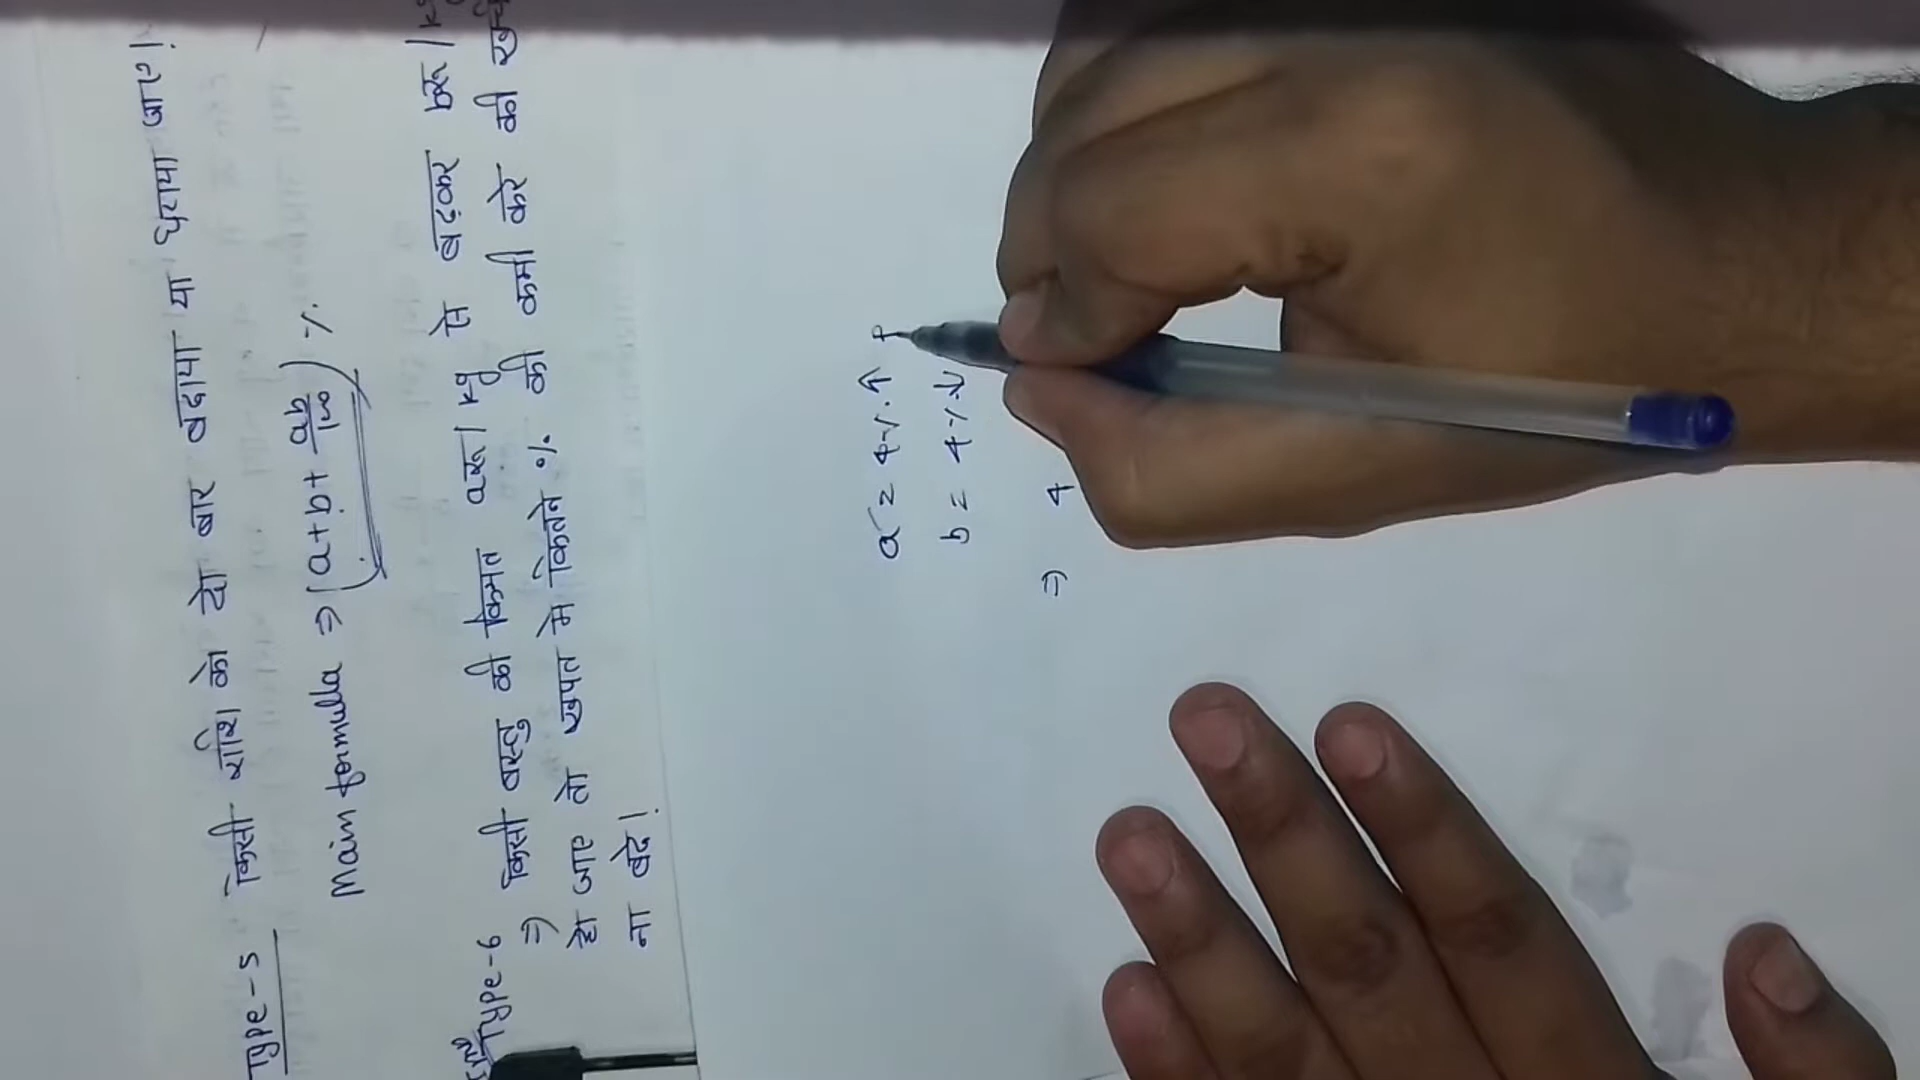 Type-5 किसी राशि को दो बार बढाया या घटाया जाए।
Main formula ⇒ (a+b+ ab/100) %
Type-6
⇒ किसी वस्तु की किमत a रू/kg से बढ़कर b रू/kg
हो जाए तो खपत मे कितने % की कमी करे की
ना बढे।
a = 4% ↑
b = 4% ↓
⇒ 4